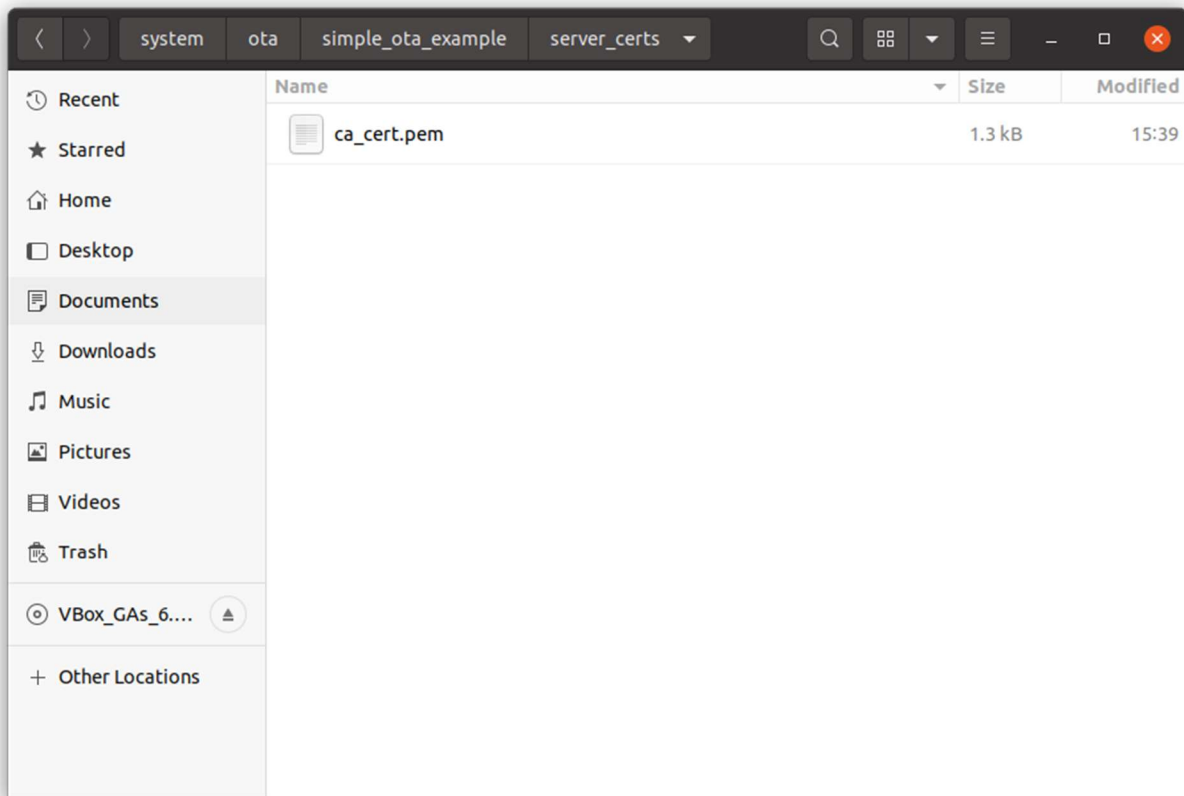 system ota simple_ota_example server_certs
Name Size Modified
ca_cert.pem 1.3 kB 15:39
Recent
Starred
Home
Desktop
Documents
Downloads
Music
Pictures
Videos
Trash
VBox_GAs_6....
+ Other Locations